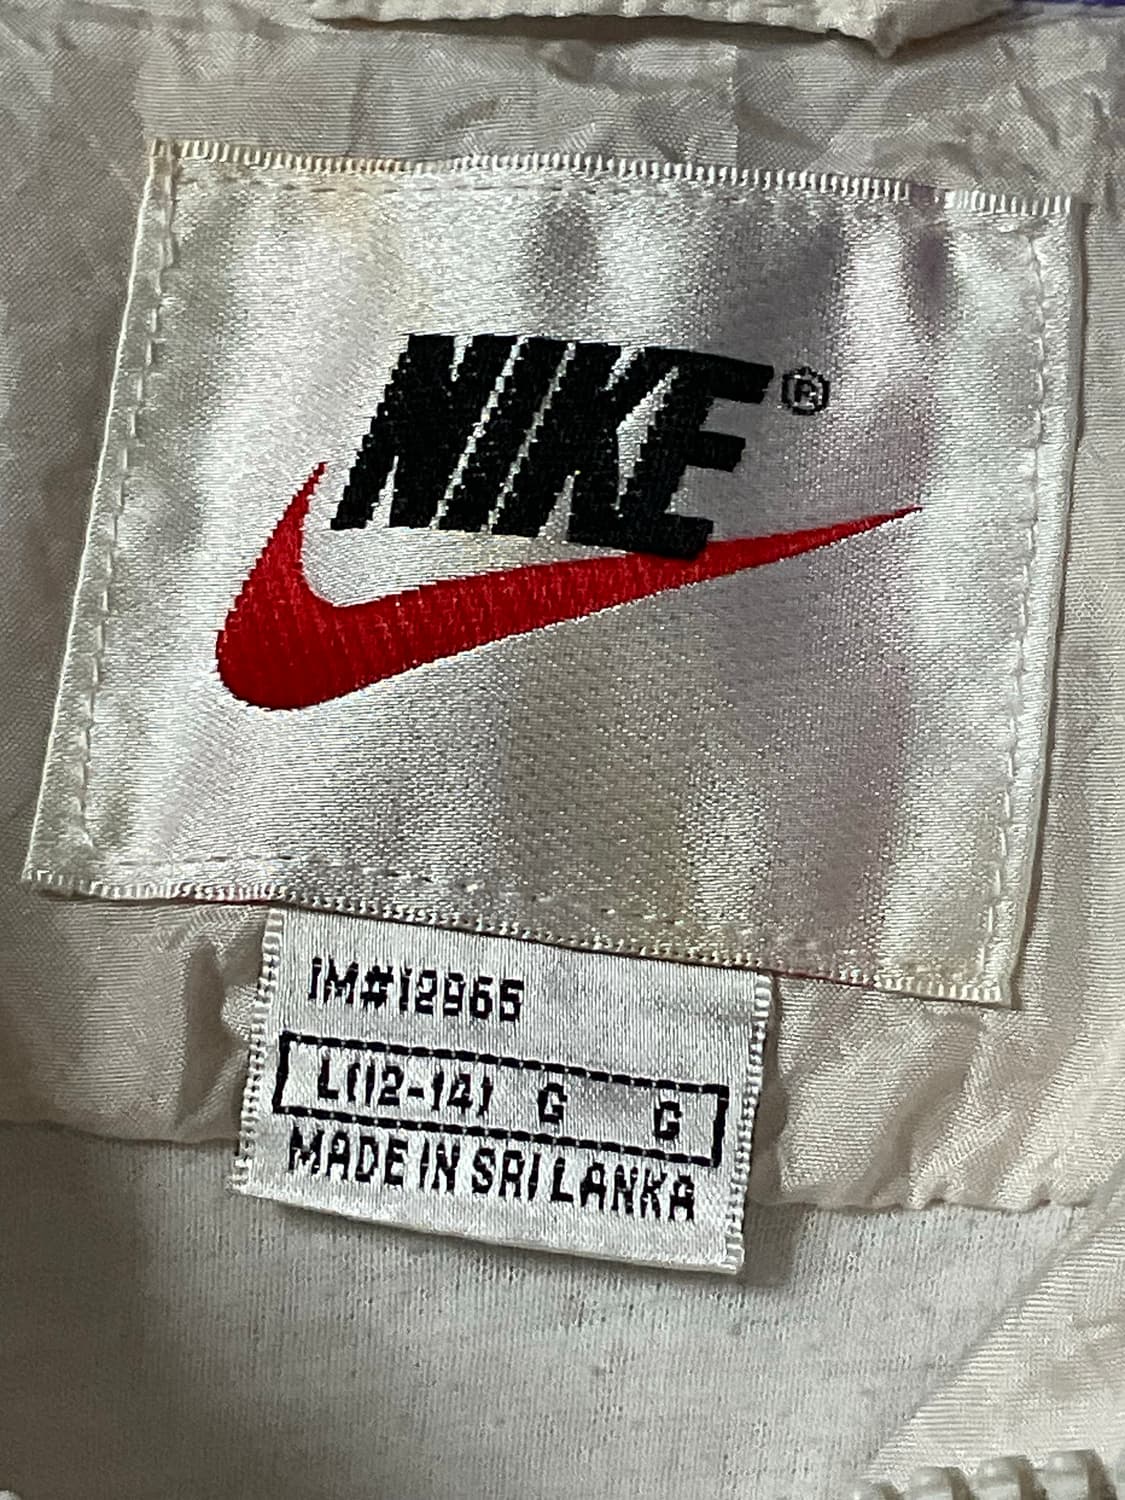 NIKE®
IM#12965
L(12-14) G G
MADE IN SRI LANKA